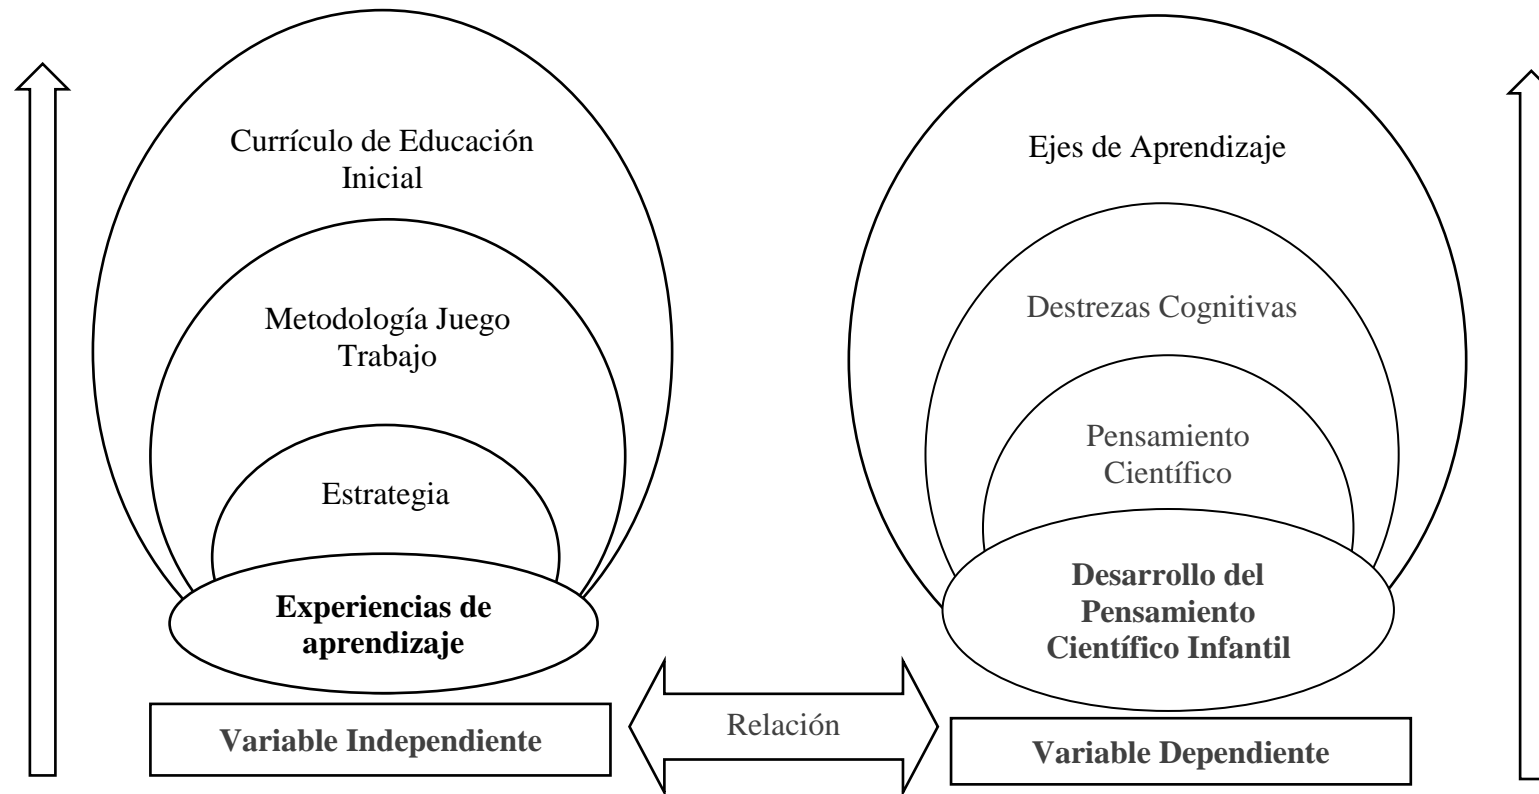 Currículo de Educación
Inicial
Metodología Juego
Trabajo
Estrategia
Experiencias de
aprendizaje
Variable Independiente
Relación
Ejes de Aprendizaje
Destrezas Cognitivas
Pensamiento
Científico
Desarrollo del
Pensamiento
Científico Infantil
Variable Dependiente